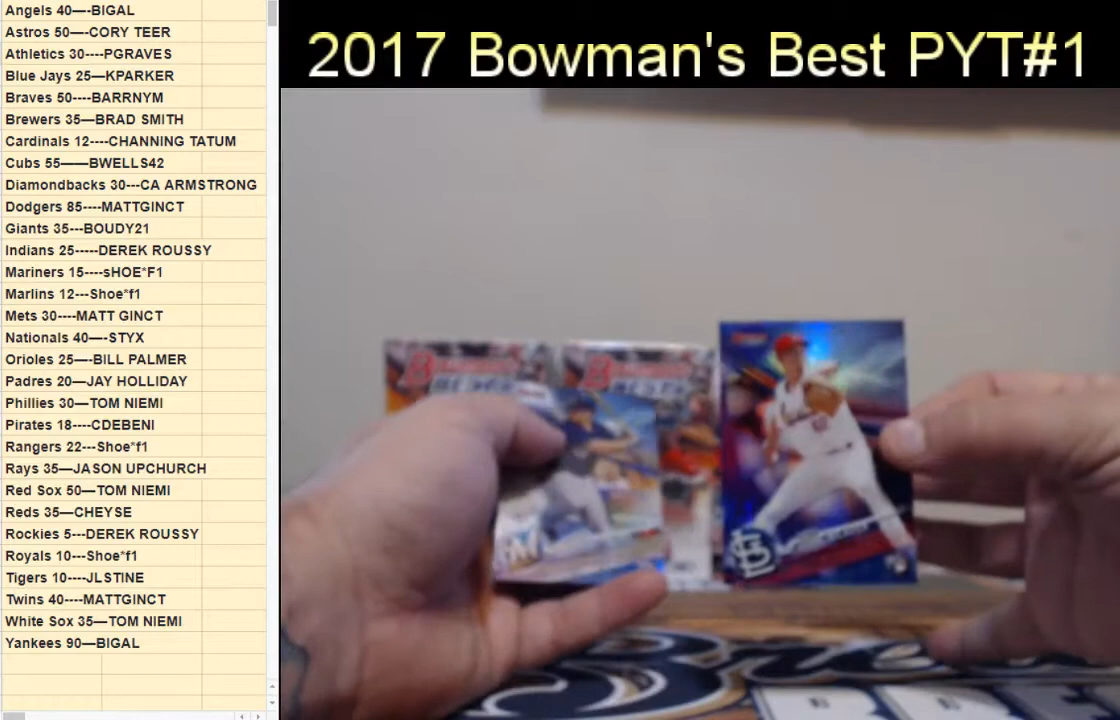 2017 Bowman's Best PYT#1
Angels 40—-BIGAL
Astros 50—-CORY TEER
Athletics 30----PGRAVES
Blue Jays 25—KPARKER
Braves 50----BARRNYM
Brewers 35—BRAD SMITH
Cardinals 12----CHANNING TATUM
Cubs 55——BWELLS42
Diamondbacks 30---CA ARMSTRONG
Dodgers 85----MATTGINCT
Giants 35---BOUDY21
Indians 25-----DEREK ROUSSY
Mariners 15----sHOE*F1
Marlins 12---Shoe*f1
Mets 30----MATT GINCT
Nationals 40—-STYX
Orioles 25—-BILL PALMER
Padres 20—JAY HOLLIDAY
Phillies 30—TOM NIEMI
Pirates 18----CDEBENI
Rangers 22---Shoe*f1
Rays 35—JASON UPCHURCH
Red Sox 50—TOM NIEMI
Reds 35—CHEYSE
Rockies 5---DEREK ROUSSY
Royals 10---Shoe*f1
Tigers 10----JLSTINE
Twins 40----MATTGINCT
White Sox 35—TOM NIEMI
Yankees 90—BIGAL